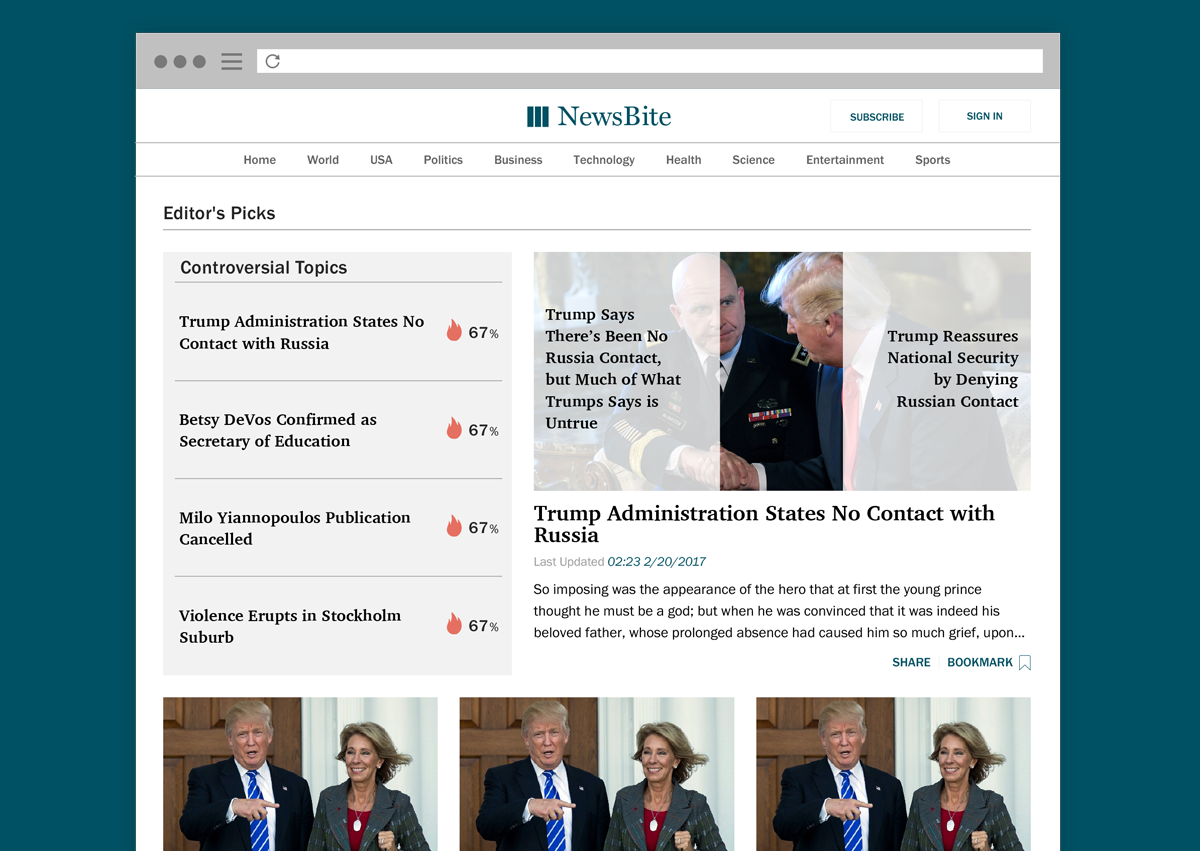 NewsBite
SUBSCRIBE
SIGN IN
Home World USA Politics Business Technology Health Science Entertainment Sports
Editor's Picks
Controversial Topics
Trump Administration States No
Contact with Russia
67%
Betsy DeVos Confirmed as
Secretary of Education
67%
Milo Yiannopoulos Publication
Cancelled
67%
Violence Erupts in Stockholm
Suburb
67%
Trump Says
There’s Been No
Russia Contact,
but Much of What
Trumps Says is
Untrue
Trump Reassures
National Security
by Denying
Russian Contact
Trump Administration States No Contact with
Russia
Last Updated 02:23 2/20/2017
So imposing was the appearance of the hero that at first the young prince
thought he must be a god; but when he was convinced that it was indeed his
beloved father, whose prolonged absence had caused him so much grief, upon...
SHARE BOOKMARK